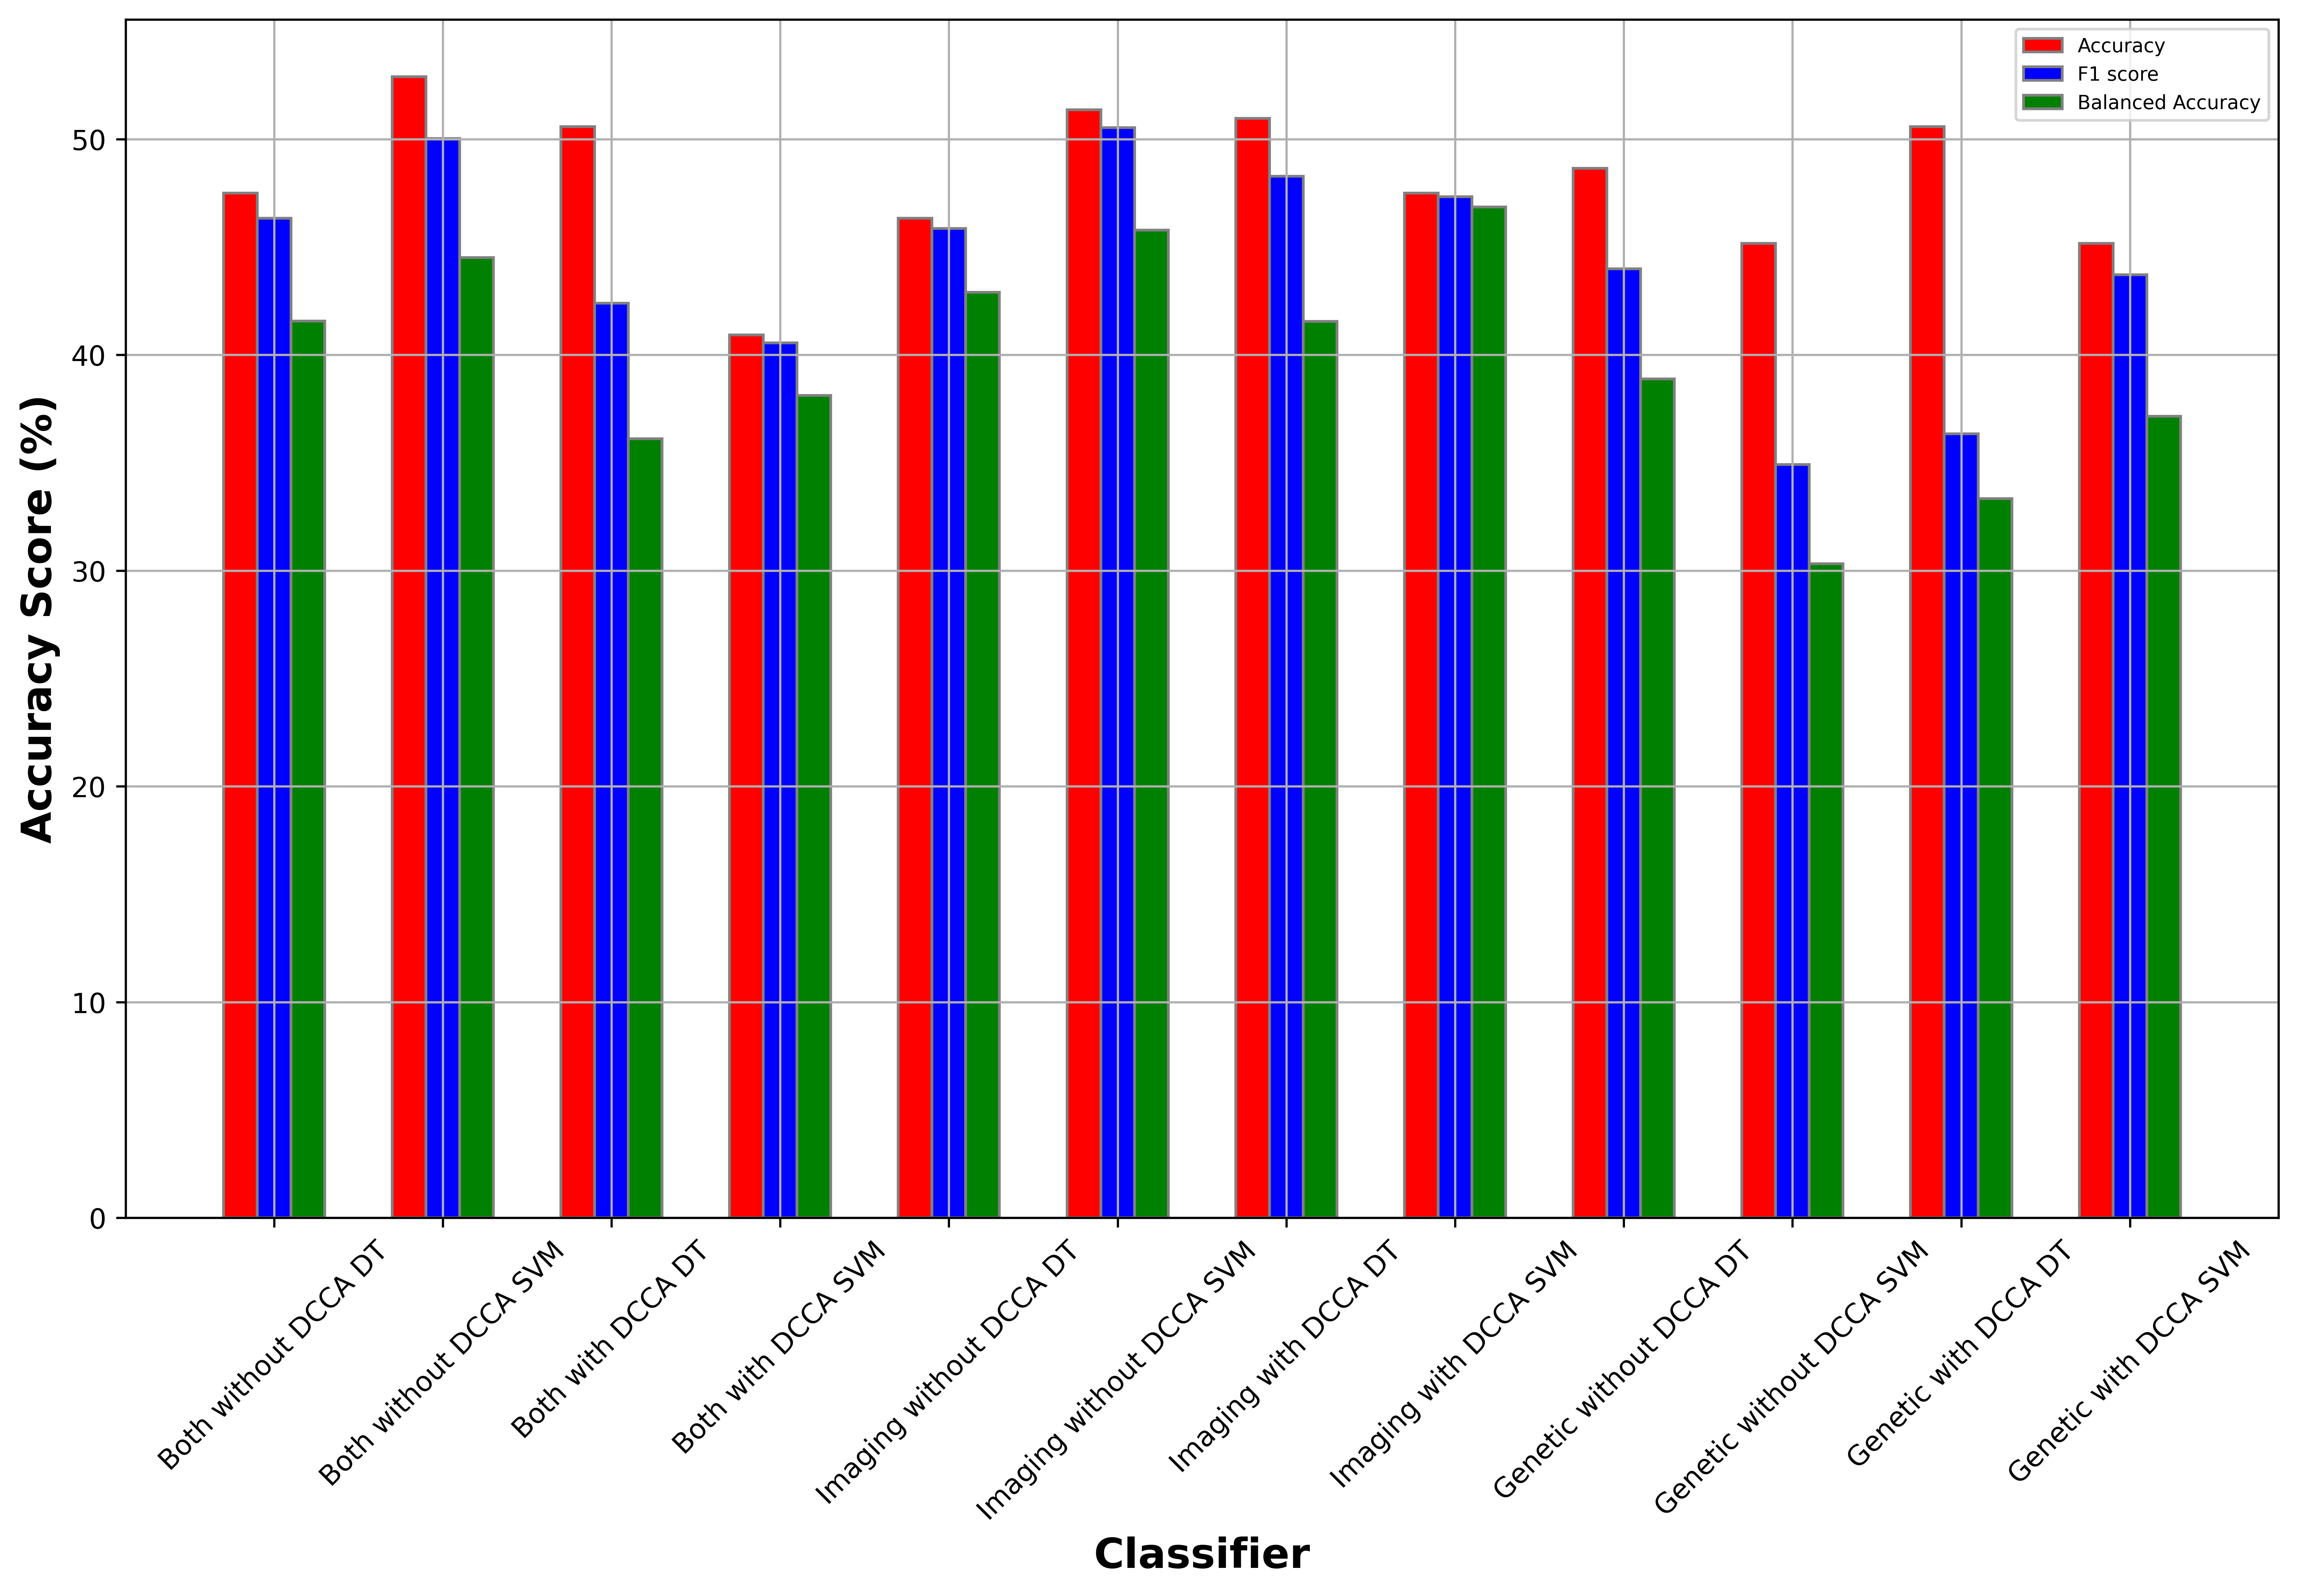 Accuracy
F1 score
Balanced Accuracy
Accuracy Score (%)
50
40
30
20
10
0
Both without DCCA DT
Both without DCCA SVM
Both with DCCA DT
Both with DCCA SVM
Imaging without DCCA DT
Imaging without DCCA SVM
Imaging with DCCA DT
Imaging with DCCA SVM
Genetic without DCCA DT
Genetic without DCCA SVM
Genetic with DCCA DT
Genetic with DCCA SVM
Classifier